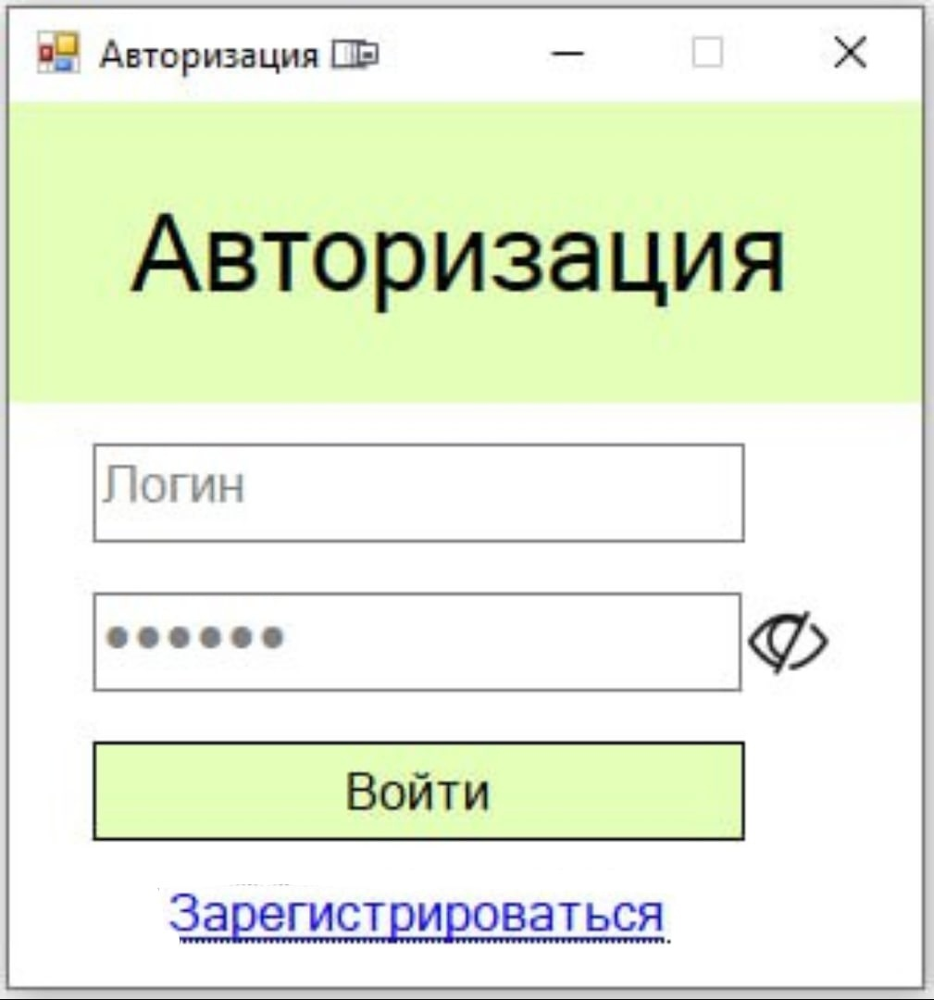 Авторизация
Авторизация
Логин
••••••
Войти
Зарегистрироваться